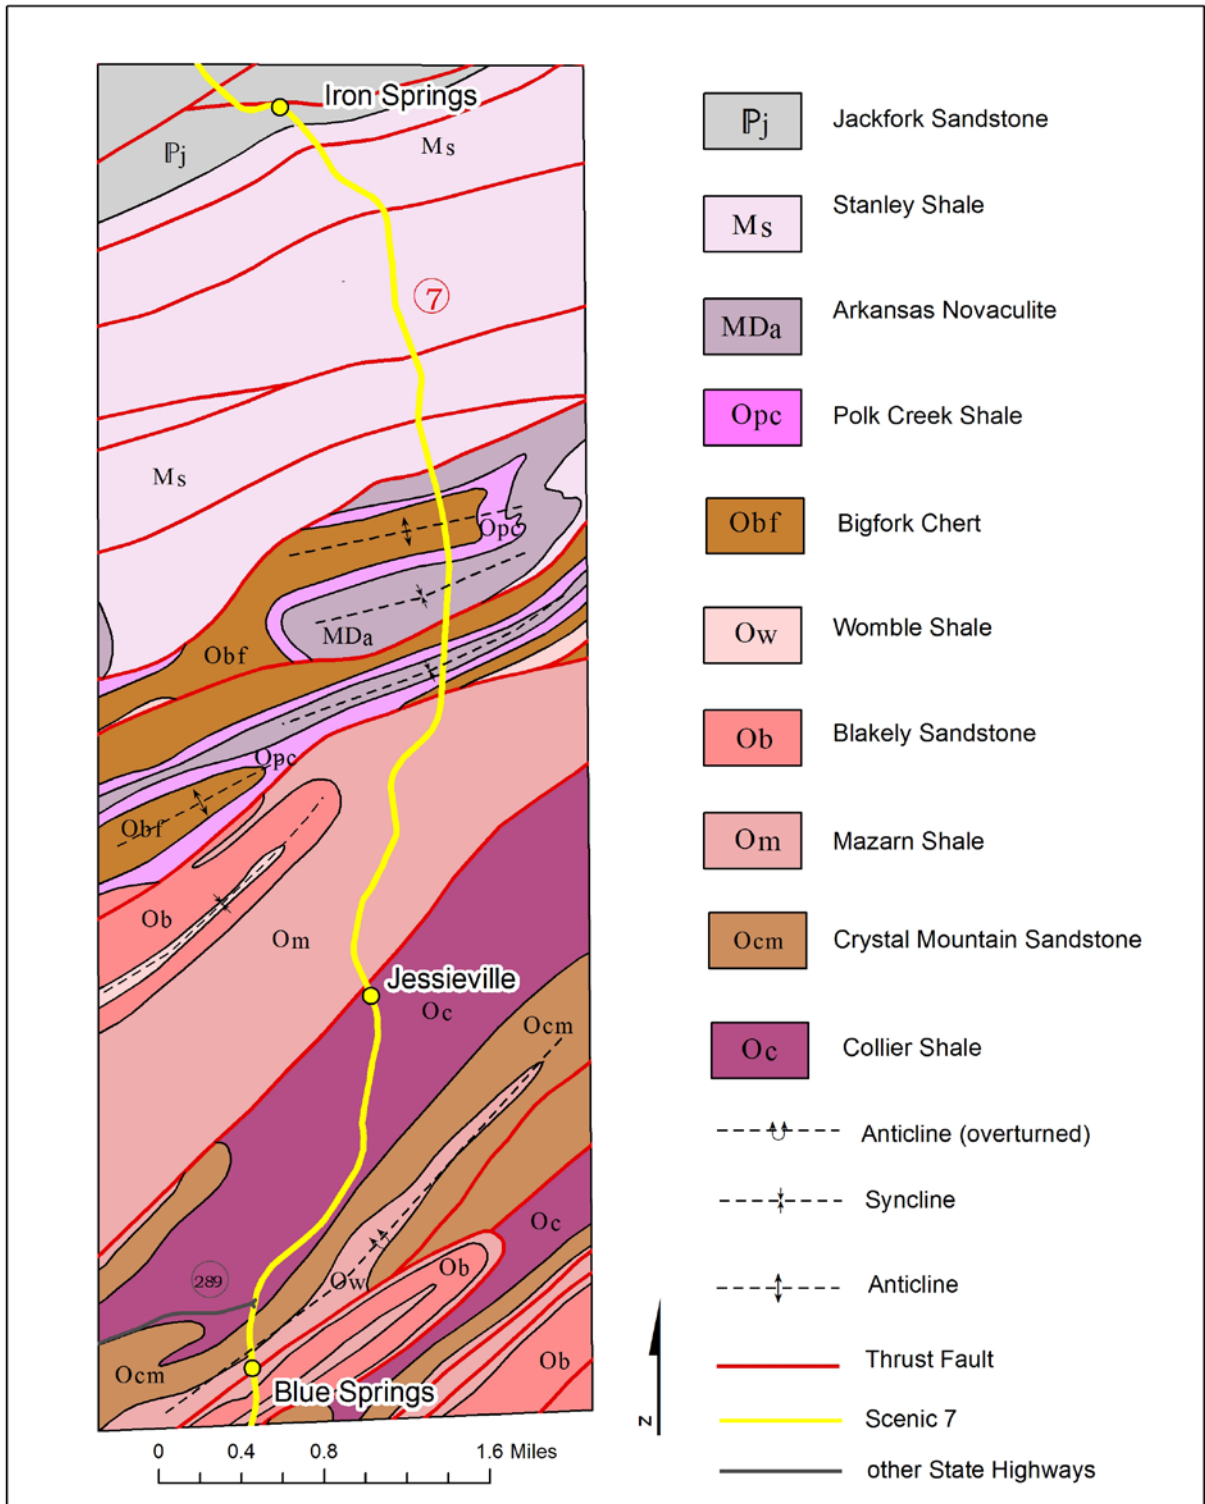 Iron Springs
ℙj
Ms
7
Ms
Opc
MDa
Obf
Opc
Obf
Ob
Om
Jessieville
Oc
Ocm
Oc
289
Ow
Ob
Ocm
Ob
Blue Springs
0 0.4 0.8 1.6 Miles
N
ℙj Jackfork Sandstone
Ms Stanley Shale
MDa Arkansas Novaculite
Opc Polk Creek Shale
Obf Bigfork Chert
Ow Womble Shale
Ob Blakely Sandstone
Om Mazarn Shale
Ocm Crystal Mountain Sandstone
Oc Collier Shale
Anticline (overturned)
Syncline
Anticline
Thrust Fault
Scenic 7
other State Highways